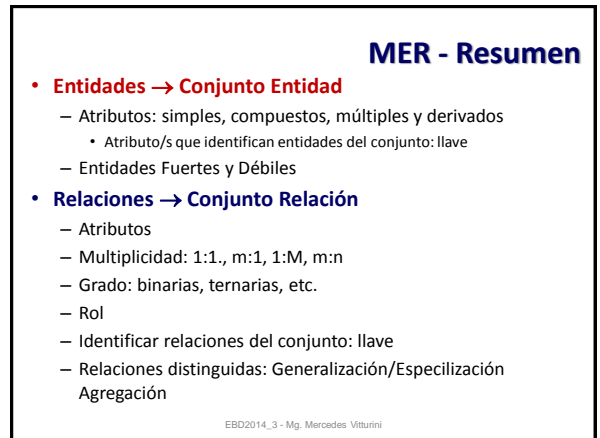 MER - Resumen
• Entidades → Conjunto Entidad
– Atributos: simples, compuestos, múltiples y derivados
• Atributo/s que identifican entidades del conjunto: llave
– Entidades Fuertes y Débiles
• Relaciones → Conjunto Relación
– Atributos
– Multiplicidad: 1:1., m:1, 1:M, m:n
– Grado: binarias, ternarias, etc.
– Rol
– Identificar relaciones del conjunto: llave
– Relaciones distinguidas: Generalización/Especilización
Agregación
EBD2014_3 - Mg. Mercedes Vitturini